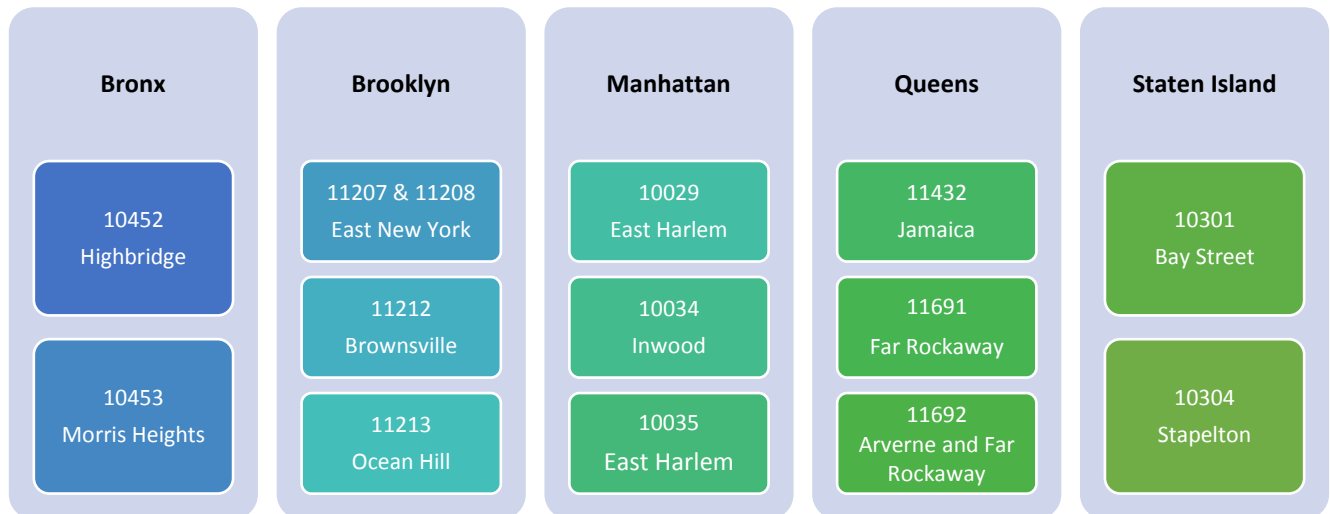 Bronx
10452
Highbridge
10453
Morris Heights
Brooklyn
11207 & 11208
East New York
11212
Brownsville
11213
Ocean Hill
Manhattan
10029
East Harlem
10034
Inwood
10035
East Harlem
Queens
11432
Jamaica
11691
Far Rockaway
11692
Arverne and Far
Rockaway
Staten Island
10301
Bay Street
10304
Stapelton